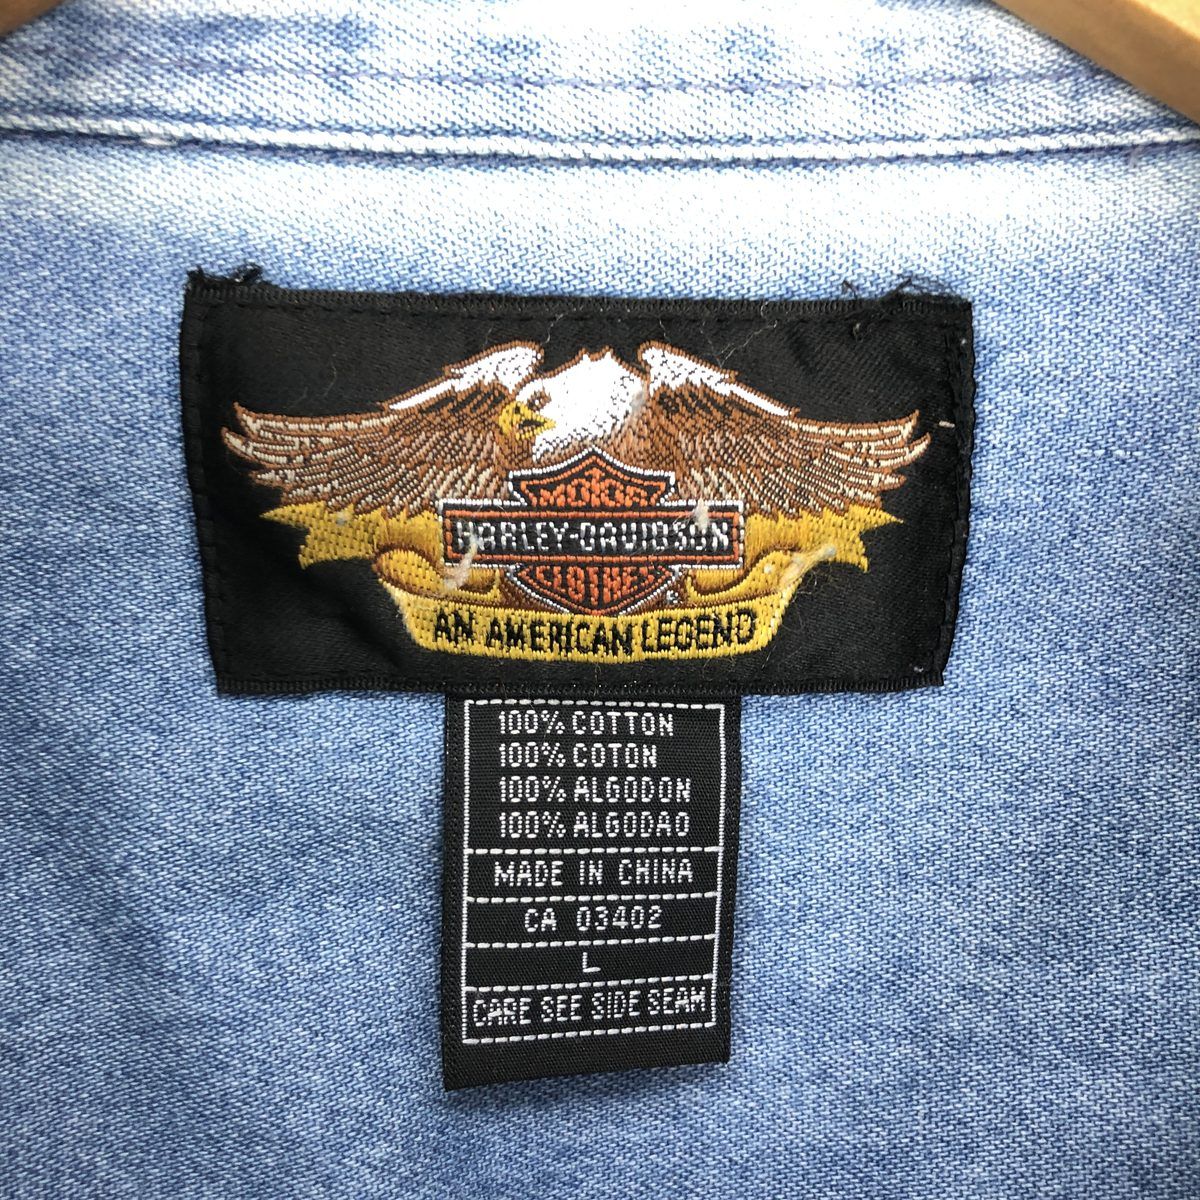 MOTOR
HARLEY-DAVIDSON
CLOTHES
AN AMERICAN LEGEND
100% COTTON
100% COTON
100% ALGODON
100% ALGODAO
MADE IN CHINA
CA 03402
L
CARE SEE SIDE SEAM